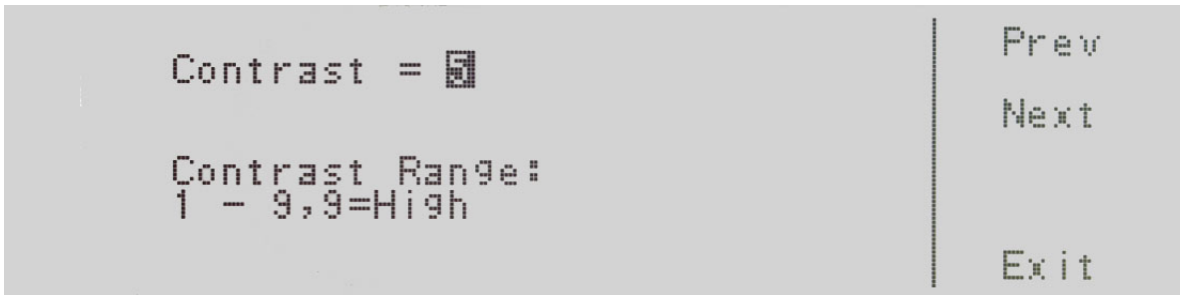 Contrast = 5
Contrast Range:
1 - 9,9=High
Prev
Next
Exit